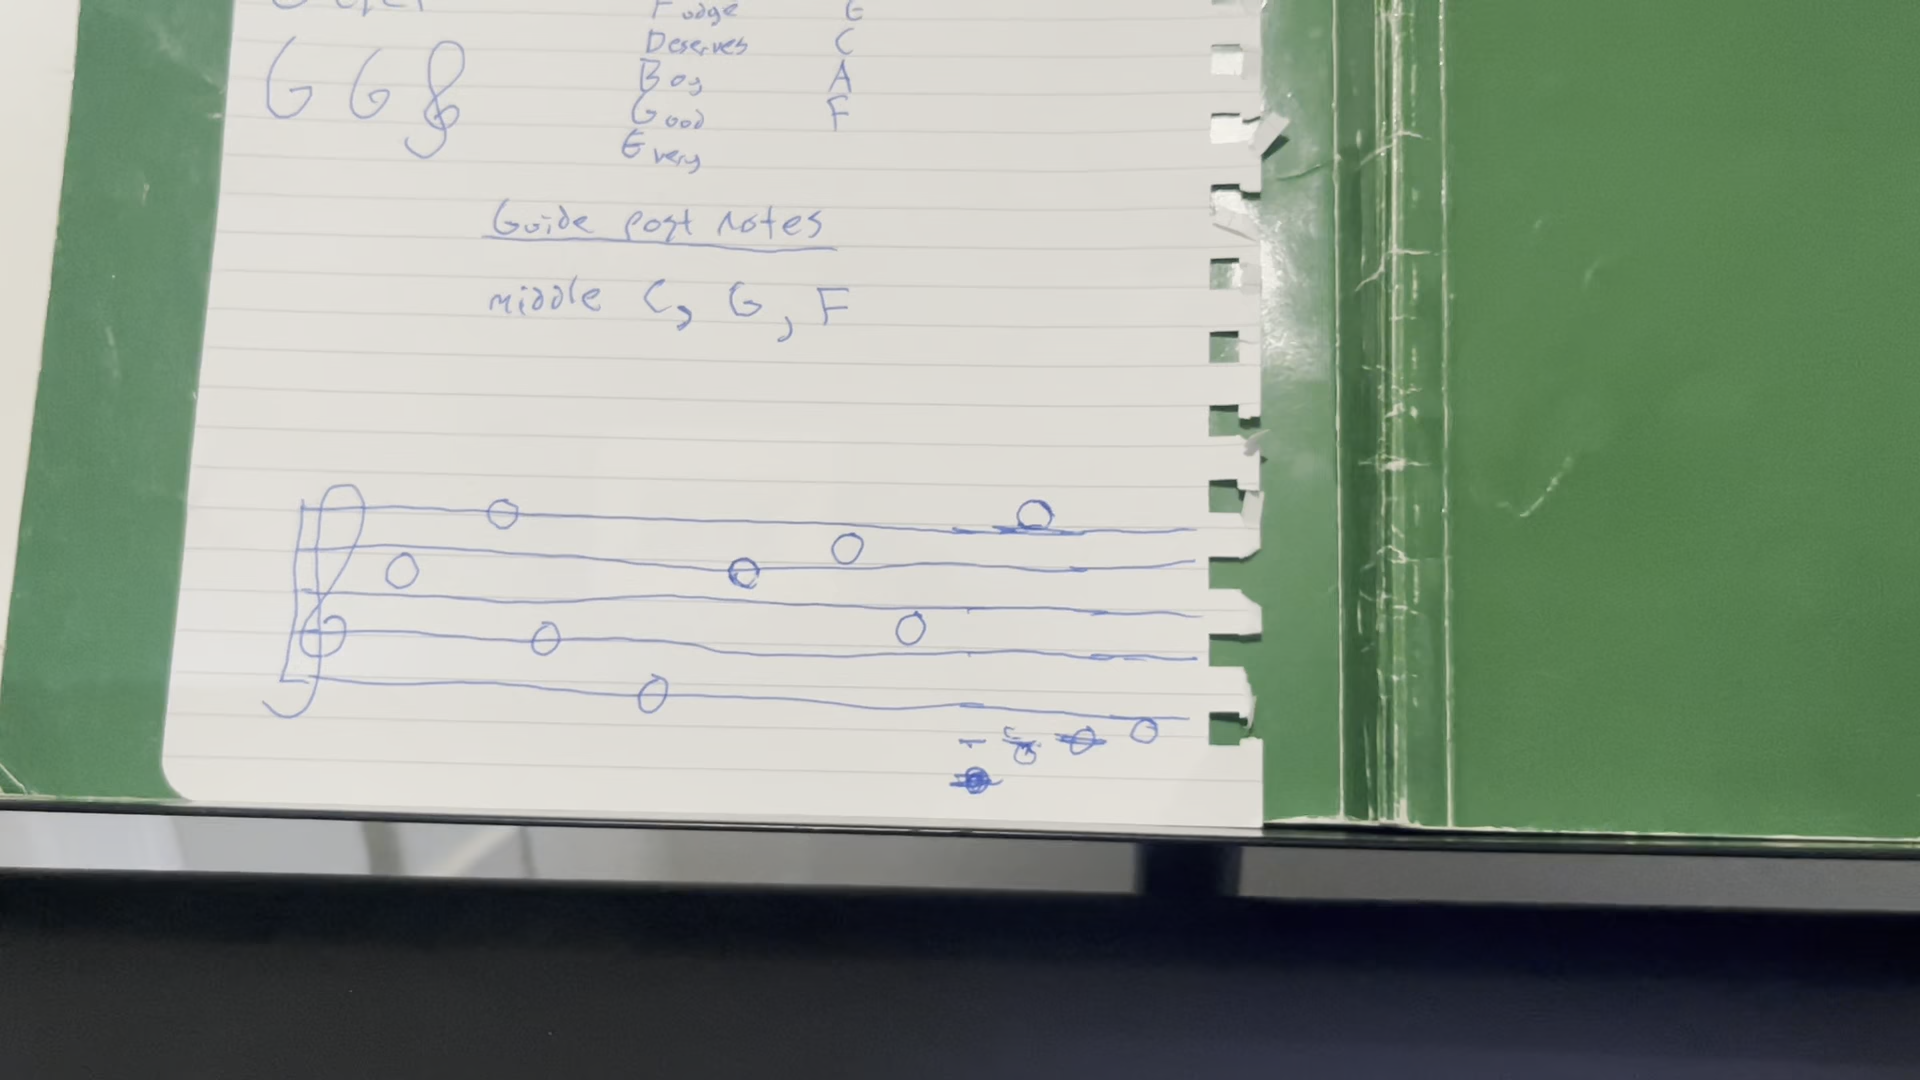 G G
Fudge E
Deserves C
Boy A
Good F
Every
Guide post notes
middle C, G, F